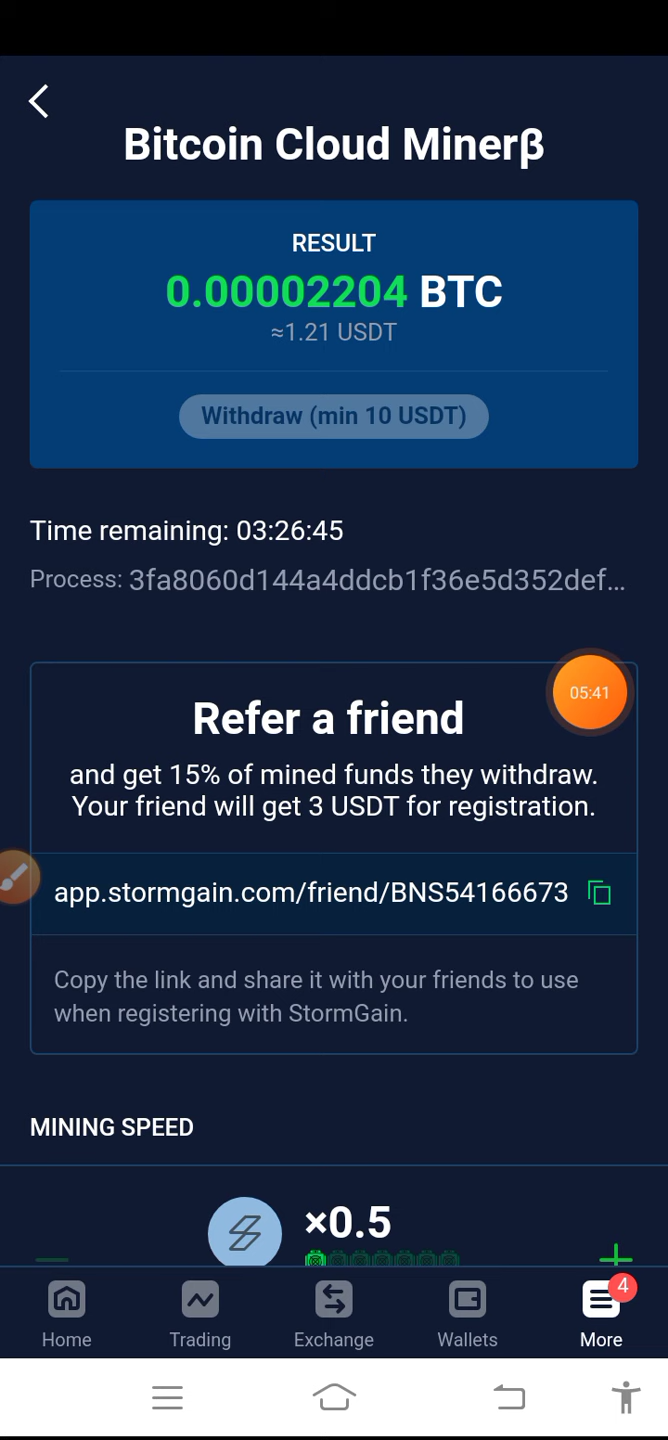 Bitcoin Cloud Minerβ
RESULT
0.00002204 BTC
≈1.21 USDT
Withdraw (min 10 USDT)
Time remaining: 03:26:45
Process: 3fa8060d144a4ddcb1f36e5d352def...
05:41
Refer a friend
and get 15% of mined funds they withdraw.
Your friend will get 3 USDT for registration.
app.stormgain.com/friend/BNS54166673
Copy the link and share it with your friends to use
when registering with StormGain.
MINING SPEED
×0.5
4
Home Trading Exchange Wallets More